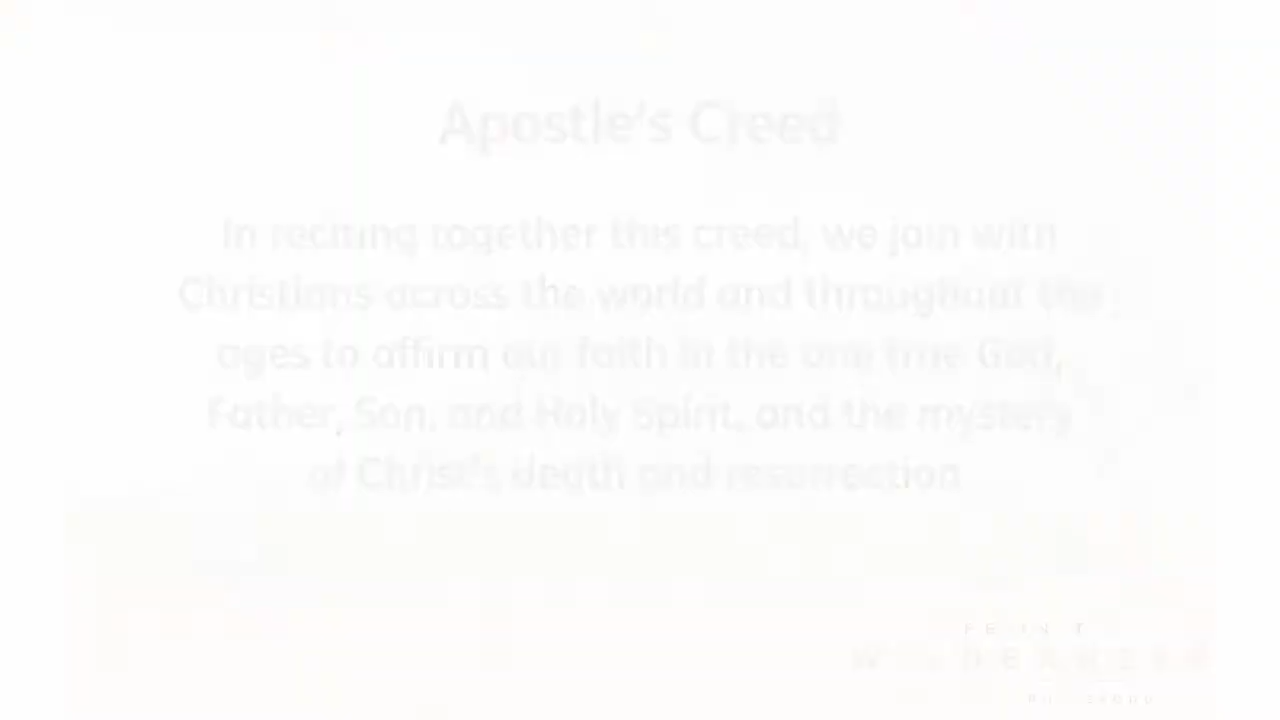 Apostle's Creed
In reciting together this creed, we join with
Christians across the world and throughout the
ages to affirm our faith in the one true God,
Father, Son, and Holy Spirit, and the mystery
of Christ's death and resurrection